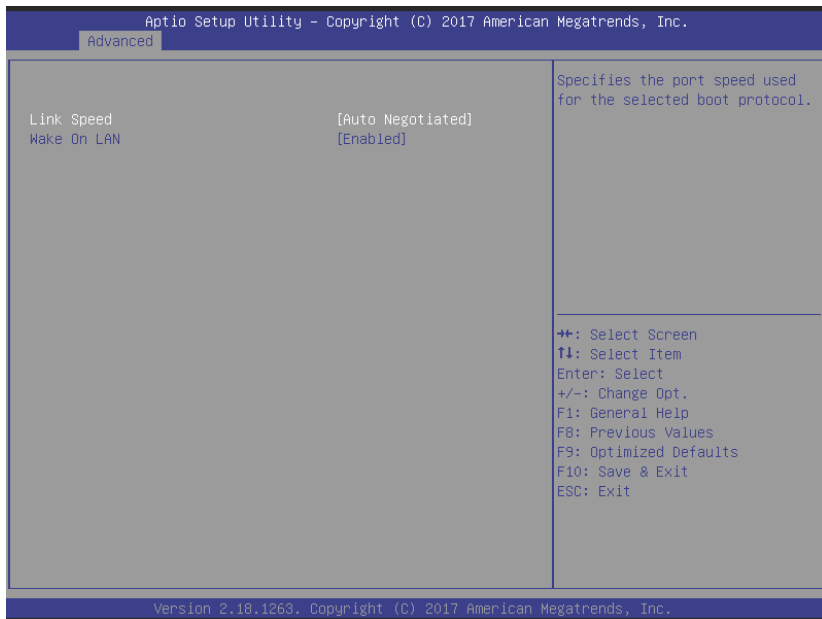 Aptio Setup Utility – Copyright (C) 2017 American Megatrends, Inc.
Advanced
Link Speed [Auto Negotiated]
Wake On LAN [Enabled]
Specifies the port speed used
for the selected boot protocol.
→←: Select Screen
↑↓: Select Item
Enter: Select
+/-: Change Opt.
F1: General Help
F8: Previous Values
F9: Optimized Defaults
F10: Save & Exit
ESC: Exit
Version 2.18.1263. Copyright (C) 2017 American Megatrends, Inc.